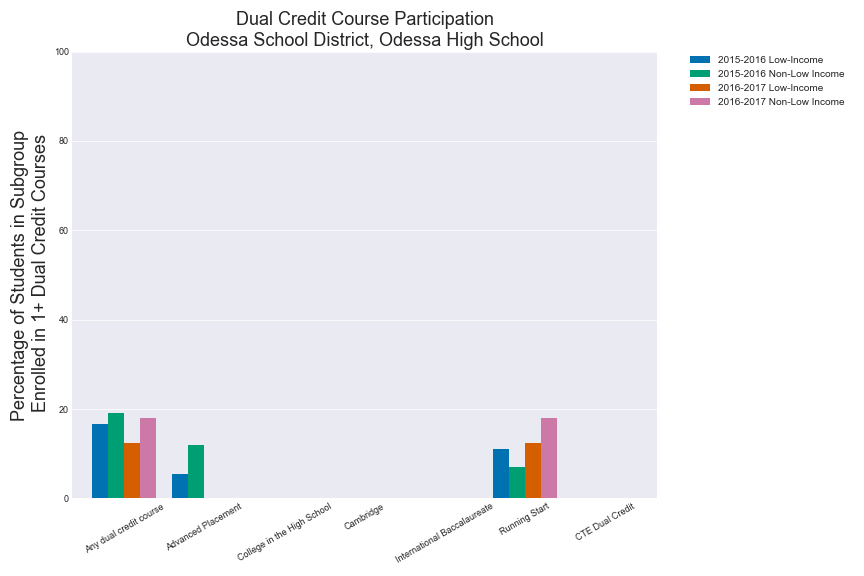 Dual Credit Course Participation
Odessa School District, Odessa High School
2015-2016 Low-Income
2015-2016 Non-Low Income
2016-2017 Low-Income
2016-2017 Non-Low Income
Percentage of Students in Subgroup
Enrolled in 1+ Dual Credit Courses
100
80
60
40
20
0
Any dual credit course
Advanced Placement
College in the High School
Cambridge
International Baccalaureate
Running Start
CTE Dual Credit